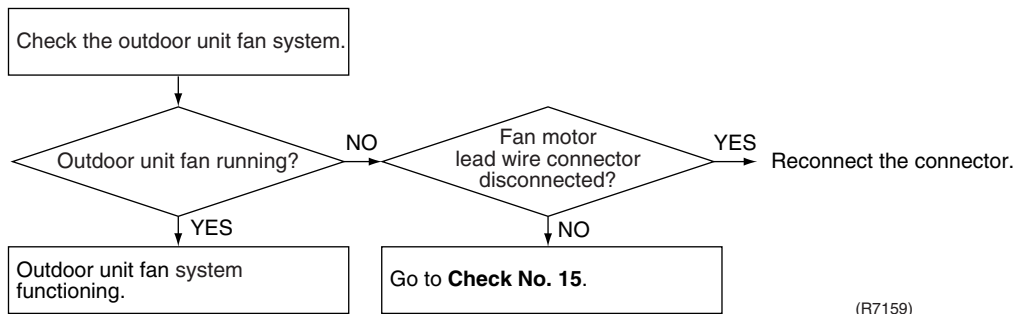 Check the outdoor unit fan system.
Outdoor unit fan running?
NO
Fan motor
lead wire connector
disconnected?
YES
Reconnect the connector.
YES
Outdoor unit fan system
functioning.
NO
Go to Check No. 15.
(R7159)